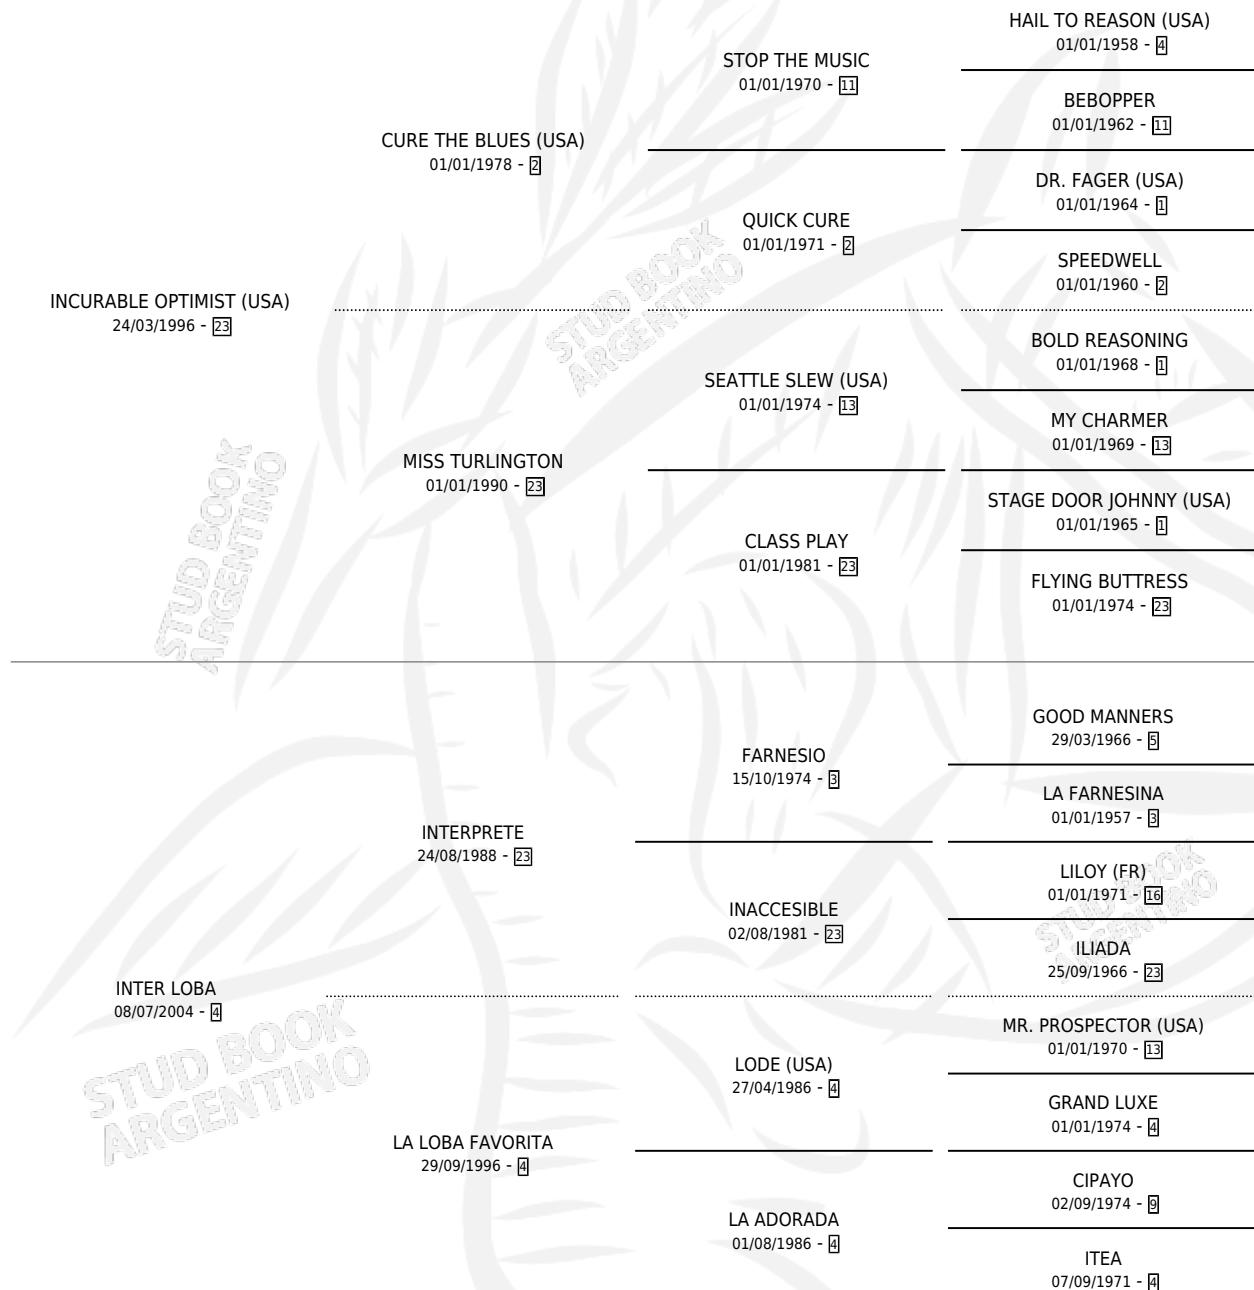 HAIL TO REASON (USA)
01/01/1958 - 4
STOP THE MUSIC
01/01/1970 - 11
BEBOPPER
01/01/1962 - 11
CURE THE BLUES (USA)
01/01/1978 - 2
DR. FAGER (USA)
01/01/1964 - 1
QUICK CURE
01/01/1971 - 2
SPEEDWELL
01/01/1960 - 2
INCURABLE OPTIMIST (USA)
24/03/1996 - 23
BOLD REASONING
01/01/1968 - 1
SEATTLE SLEW (USA)
01/01/1974 - 13
MY CHARMER
01/01/1969 - 13
MISS TURLINGTON
01/01/1990 - 23
STAGE DOOR JOHNNY (USA)
01/01/1965 - 1
CLASS PLAY
01/01/1981 - 23
FLYING BUTTRESS
01/01/1974 - 23
GOOD MANNERS
29/03/1966 - 5
FARNESIO
15/10/1974 - 3
LA FARNESINA
01/01/1957 - 3
INTERPRETE
24/08/1988 - 23
LILOY (FR)
01/01/1971 - 16
INACCESIBLE
02/08/1981 - 23
ILIADA
25/09/1966 - 23
INTER LOBA
08/07/2004 - 4
MR. PROSPECTOR (USA)
01/01/1970 - 13
LODE (USA)
27/04/1986 - 4
GRAND LUXE
01/01/1974 - 4
LA LOBA FAVORITA
29/09/1996 - 4
CIPAYO
02/09/1974 - 9
LA ADORADA
01/08/1986 - 4
ITEA
07/09/1971 - 4
STUD BOOK
ARGENTINO
STUD BOOK
ARGENTINO
STUD BOOK
ARGENTINO
STUD BOOK
ARGENTINO